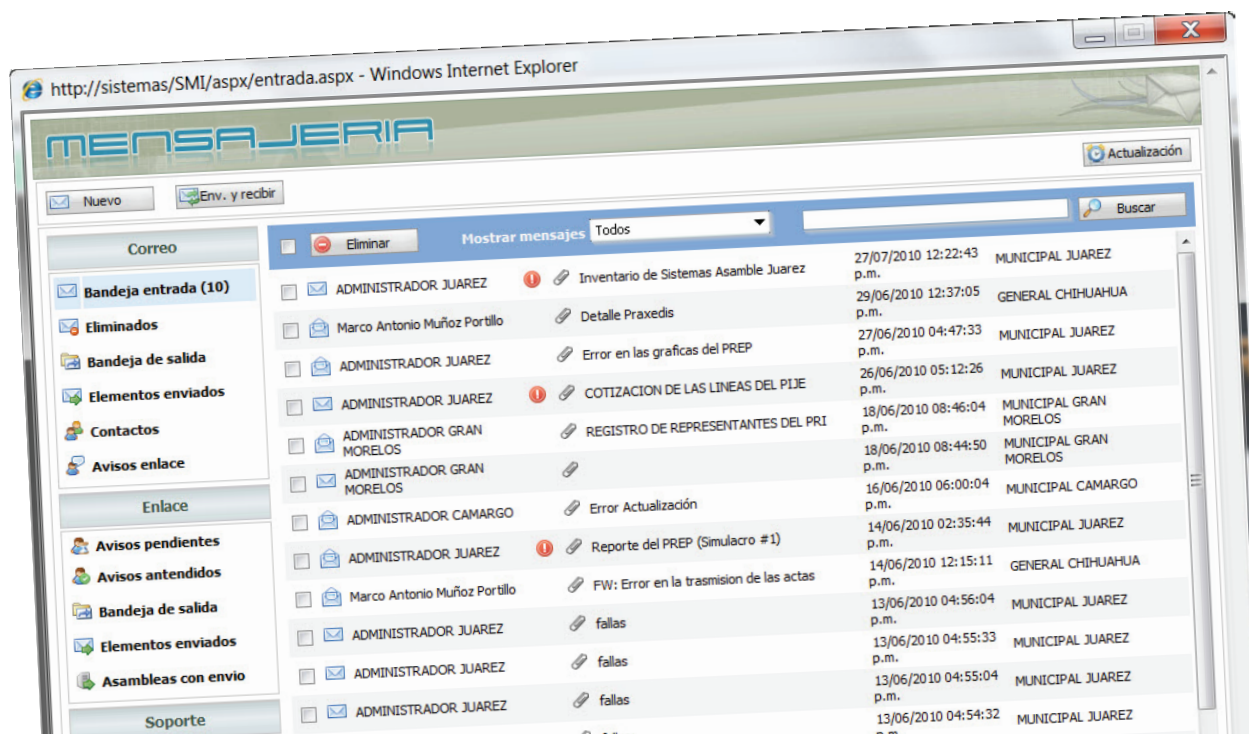 http://sistemas/SMI/aspx/entrada.aspx - Windows Internet Explorer
MENSAJERIA
Actualización
Nuevo Env. y recibir
Correo
Bandeja entrada (10)
Eliminados
Bandeja de salida
Elementos enviados
Contactos
Avisos enlace
Enlace
Avisos pendientes
Avisos antendidos
Bandeja de salida
Elementos enviados
Asambleas con envio
Soporte
Eliminar Mostrar mensajes Todos Buscar
ADMINISTRADOR JUAREZ Inventario de Sistemas Asamble Juarez 27/07/2010 12:22:43 MUNICIPAL JUAREZ
p.m.
Marco Antonio Muñoz Portillo Detalle Praxedis 29/06/2010 12:37:05 GENERAL CHIHUAHUA
p.m.
ADMINISTRADOR JUAREZ Error en las graficas del PREP 27/06/2010 04:47:33 MUNICIPAL JUAREZ
p.m.
ADMINISTRADOR JUAREZ COTIZACION DE LAS LINEAS DEL PIJE 26/06/2010 05:12:26 MUNICIPAL JUAREZ
p.m.
ADMINISTRADOR GRAN REGISTRO DE REPRESENTANTES DEL PRI 18/06/2010 08:46:04 MUNICIPAL GRAN
MORELOS p.m. MORELOS
ADMINISTRADOR GRAN 18/06/2010 08:44:50 MUNICIPAL GRAN
MORELOS p.m. MORELOS
ADMINISTRADOR CAMARGO Error Actualización 16/06/2010 06:00:04 MUNICIPAL CAMARGO
p.m.
ADMINISTRADOR JUAREZ Reporte del PREP (Simulacro #1) 14/06/2010 02:35:44 MUNICIPAL JUAREZ
p.m.
Marco Antonio Muñoz Portillo FW: Error en la trasmision de las actas 14/06/2010 12:15:11 GENERAL CHIHUAHUA
p.m.
ADMINISTRADOR JUAREZ fallas 13/06/2010 04:56:04 MUNICIPAL JUAREZ
p.m.
ADMINISTRADOR JUAREZ fallas 13/06/2010 04:55:33 MUNICIPAL JUAREZ
p.m.
ADMINISTRADOR JUAREZ fallas 13/06/2010 04:55:04 MUNICIPAL JUAREZ
p.m.
13/06/2010 04:54:32 MUNICIPAL JUAREZ